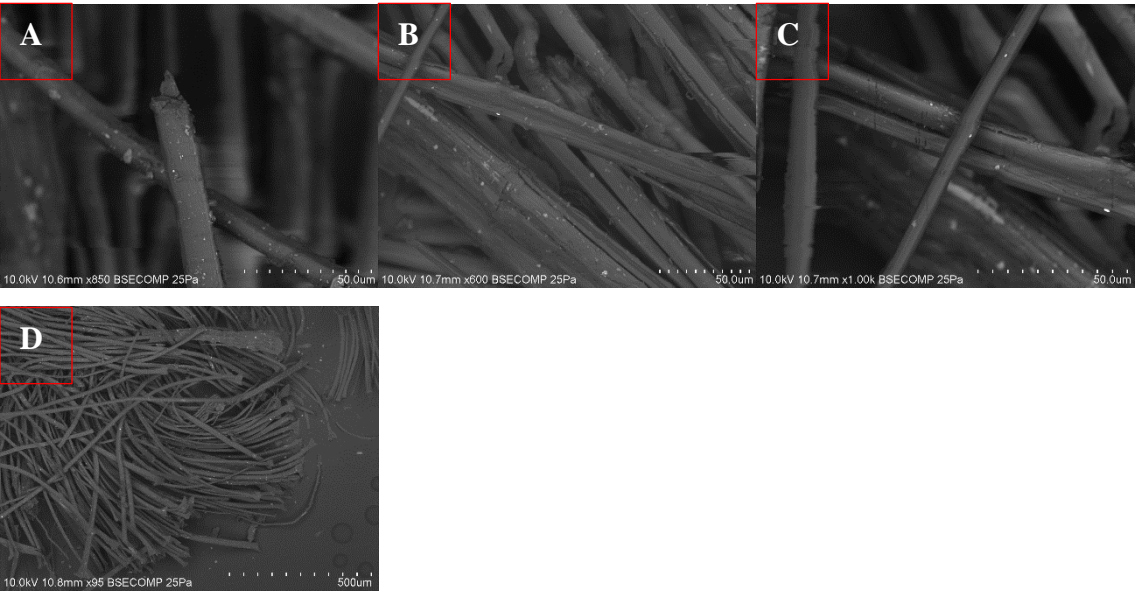 A
B
C
10.0kV 10.6mm x850 BSECOMP 25Pa 50.0um
10.0kV 10.7mm x600 BSECOMP 25Pa 50.0um
10.0kV 10.7mm x1.00k BSECOMP 25Pa 50.0um
D
10.0kV 10.8mm x95 BSECOMP 25Pa 500um